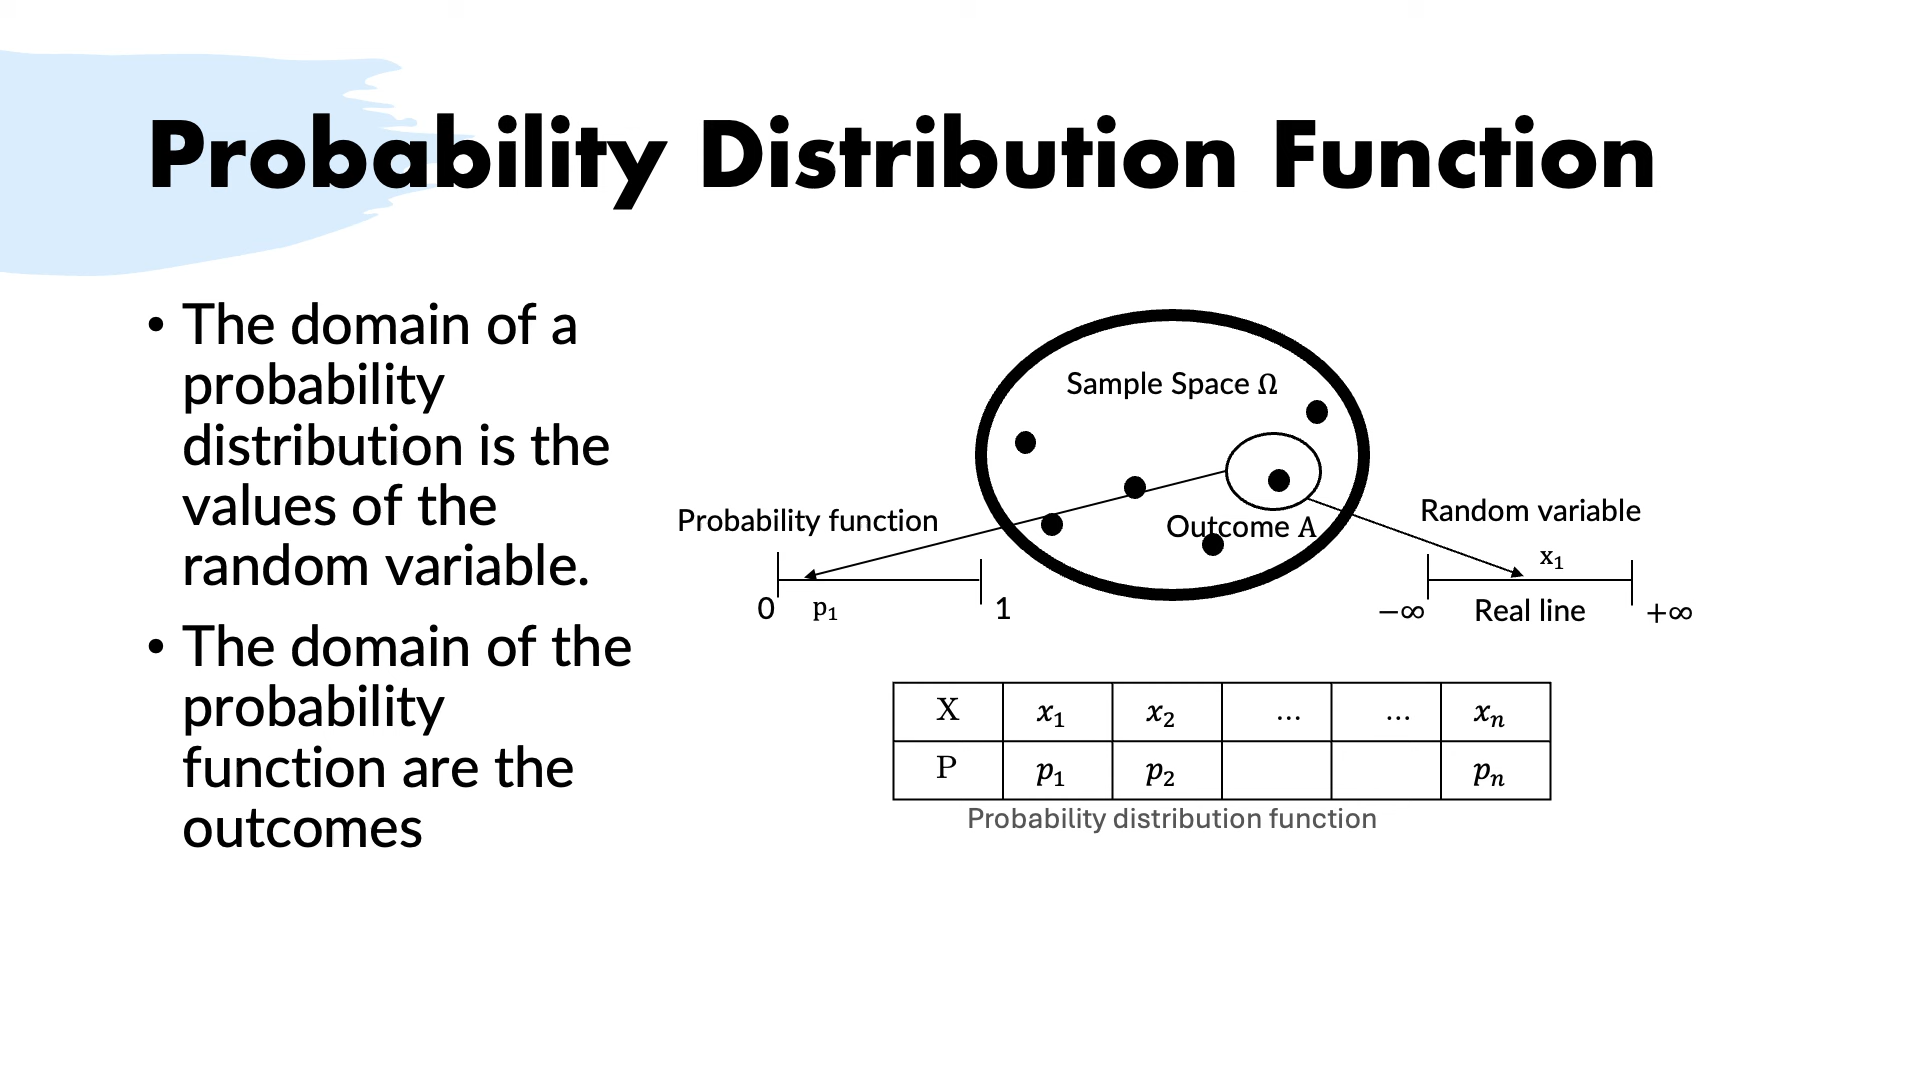 Probability Distribution Function
• The domain of a
probability
distribution is the
values of the
random variable.
• The domain of the
probability
function are the
outcomes
Sample Space Ω
Outcome A
Probability function
0 p₁ 1
Random variable
x₁
−∞ Real line +∞
X x₁ x₂ … … xₙ
P p₁ p₂ pₙ
Probability distribution function